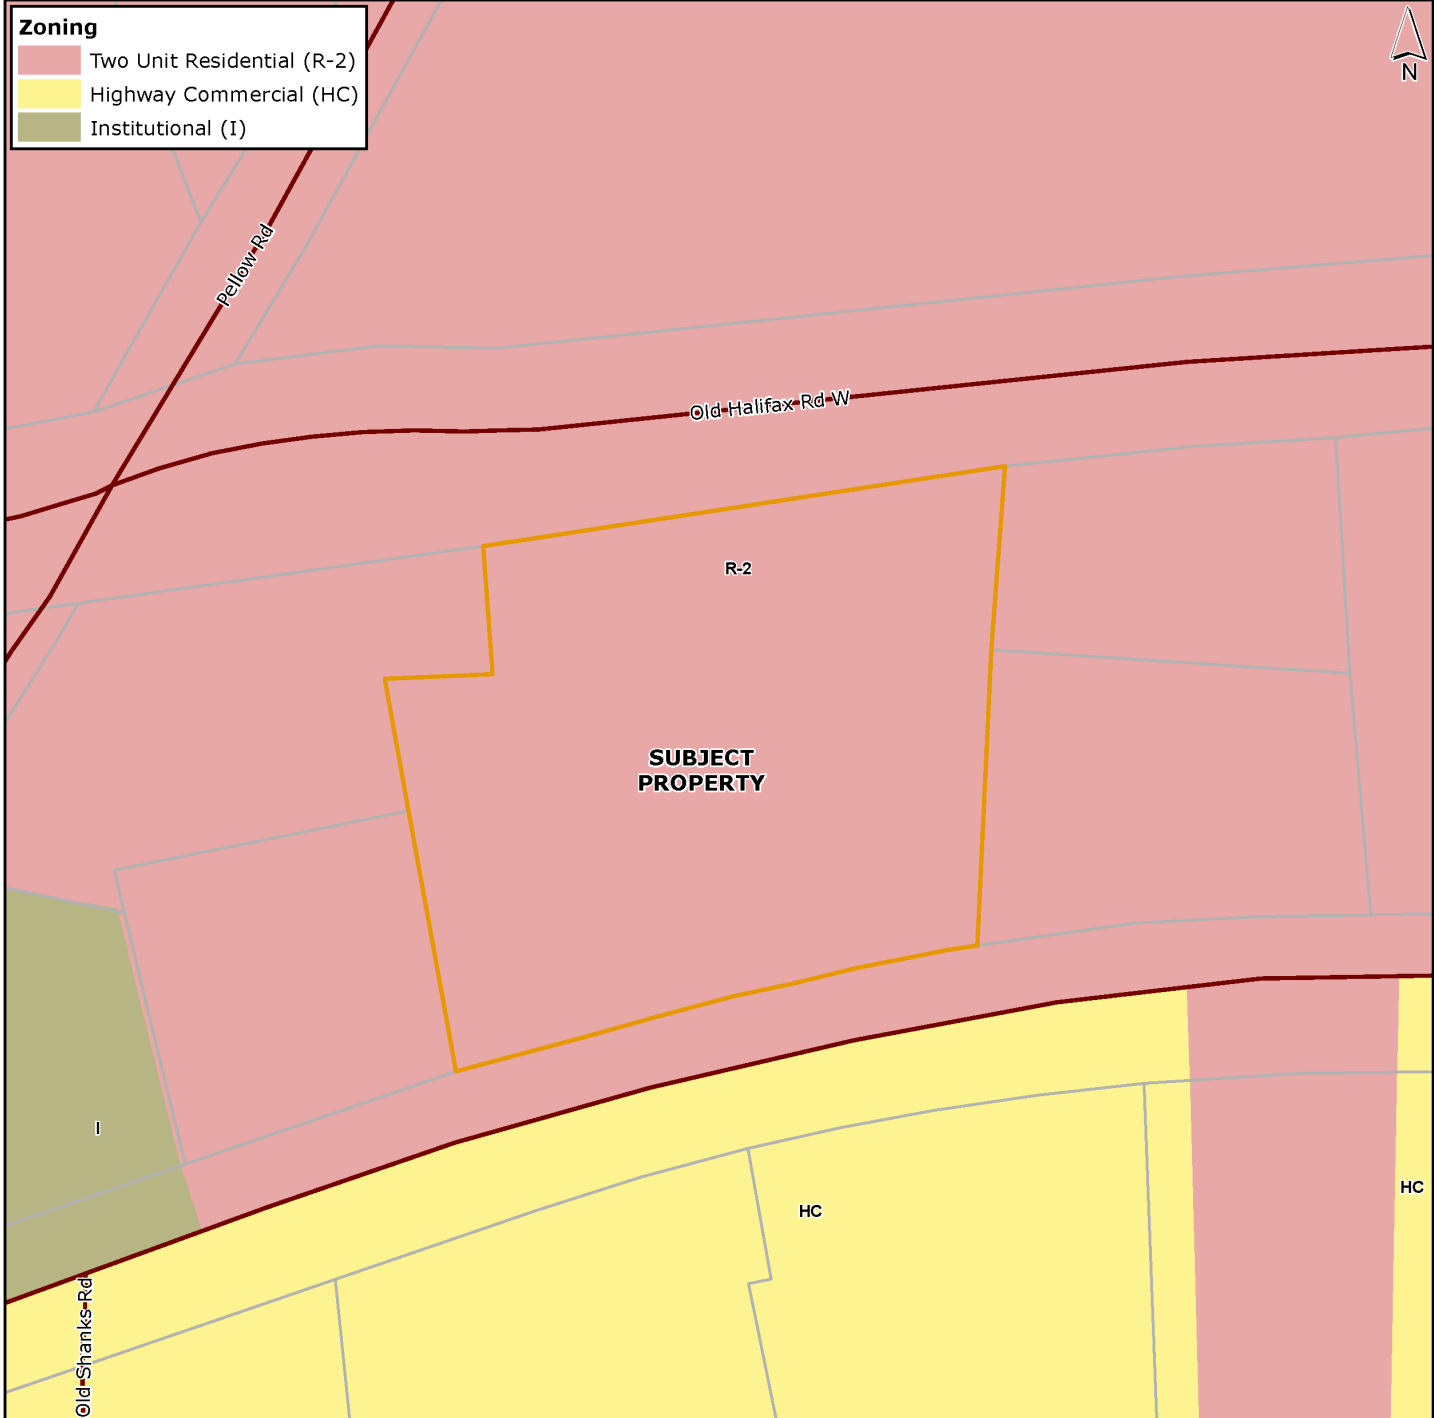 Zoning
Two Unit Residential (R-2)
Highway Commercial (HC)
Institutional (I)
N
Pellow Rd
Old Halifax Rd W
R-2
SUBJECT
PROPERTY
I
HC
HC
Old Shanks Rd